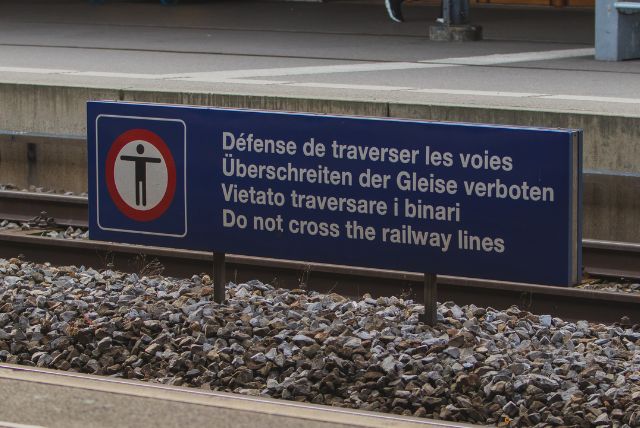 Défense de traverser les voies
Überschreiten der Gleise verboten
Vietato traversare i binari
Do not cross the railway lines